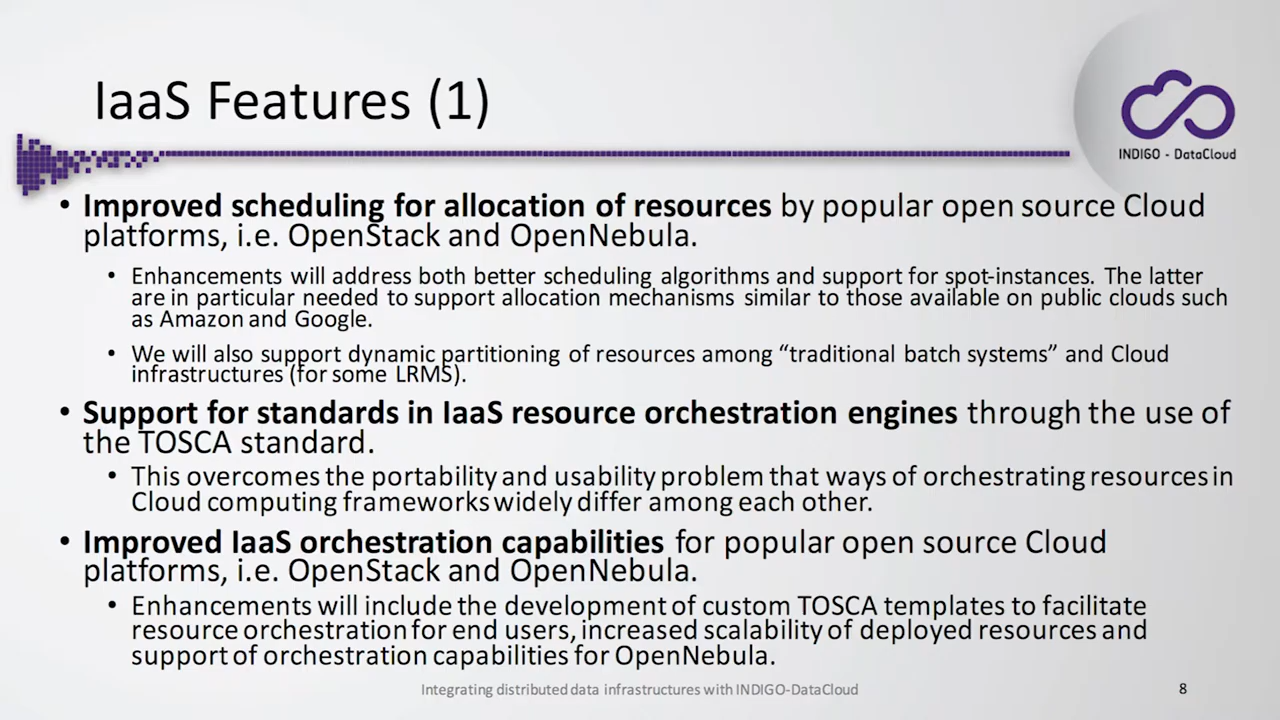 IaaS Features (1)
INDIGO - DataCloud
• Improved scheduling for allocation of resources by popular open source Cloud
platforms, i.e. OpenStack and OpenNebula.
• Enhancements will address both better scheduling algorithms and support for spot-instances. The latter
are in particular needed to support allocation mechanisms similar to those available on public clouds such
as Amazon and Google.
• We will also support dynamic partitioning of resources among “traditional batch systems” and Cloud
infrastructures (for some LRMS).
• Support for standards in IaaS resource orchestration engines through the use of
the TOSCA standard.
• This overcomes the portability and usability problem that ways of orchestrating resources in
Cloud computing frameworks widely differ among each other.
• Improved IaaS orchestration capabilities for popular open source Cloud
platforms, i.e. OpenStack and OpenNebula.
• Enhancements will include the development of custom TOSCA templates to facilitate
resource orchestration for end users, increased scalability of deployed resources and
support of orchestration capabilities for OpenNebula.
Integrating distributed data infrastructures with INDIGO-DataCloud
8